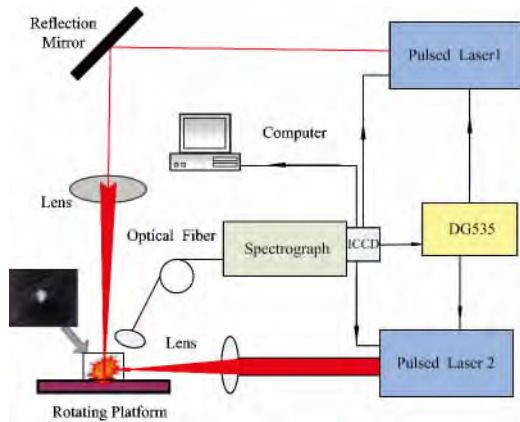 Reflection
Mirror
Pulsed Laser1
Computer
Lens
Optical Fiber
Spectrograph
ICCD
DG535
Lens
Pulsed Laser 2
Rotating Platform